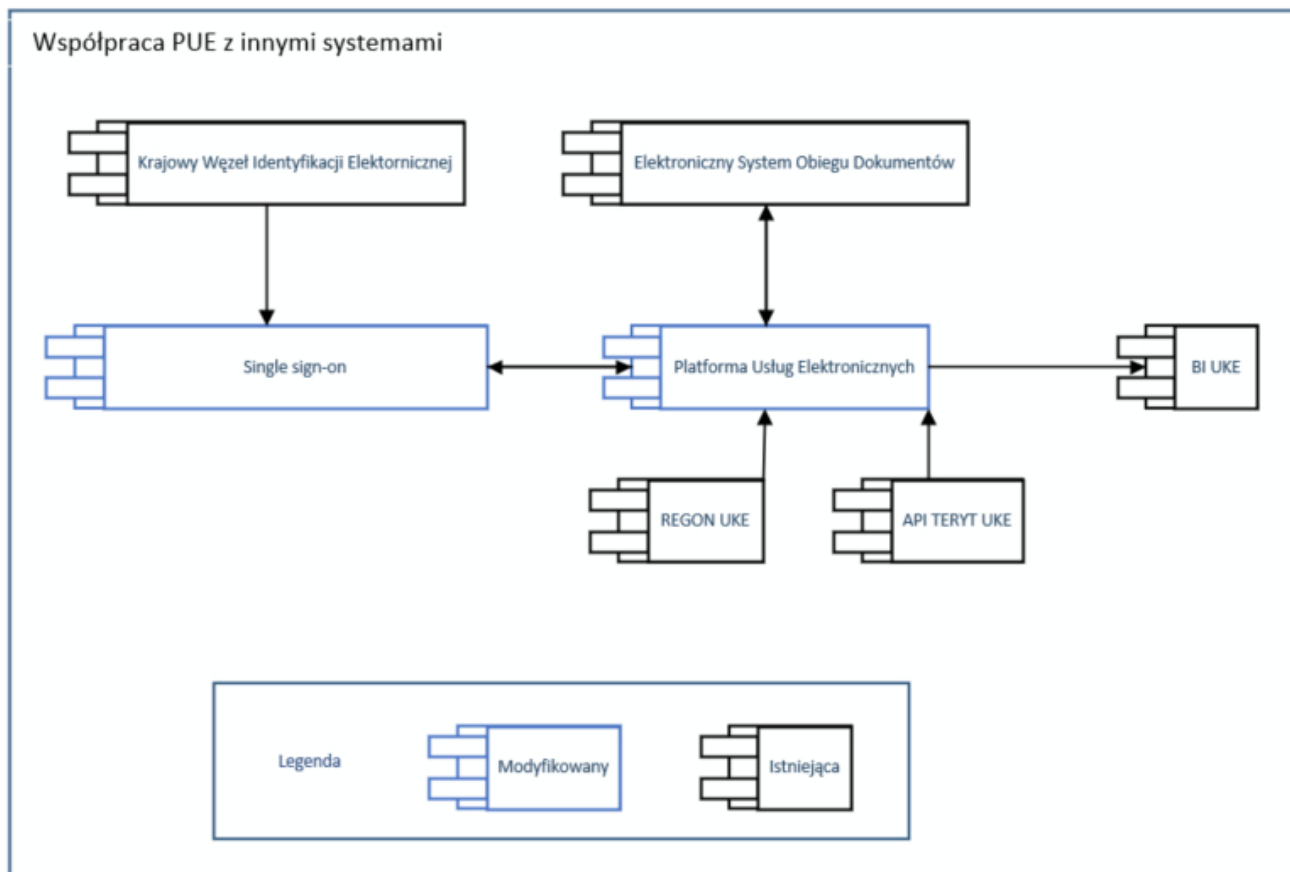 Współpraca PUE z innymi systemami
Krajowy Węzeł Identyfikacji Elektornicznej
Elektroniczny System Obiegu Dokumentów
Single sign-on
Platforma Usług Elektronicznych
BI UKE
REGON UKE
API TERYT UKE
Legenda
Modyfikowany
Istniejąca